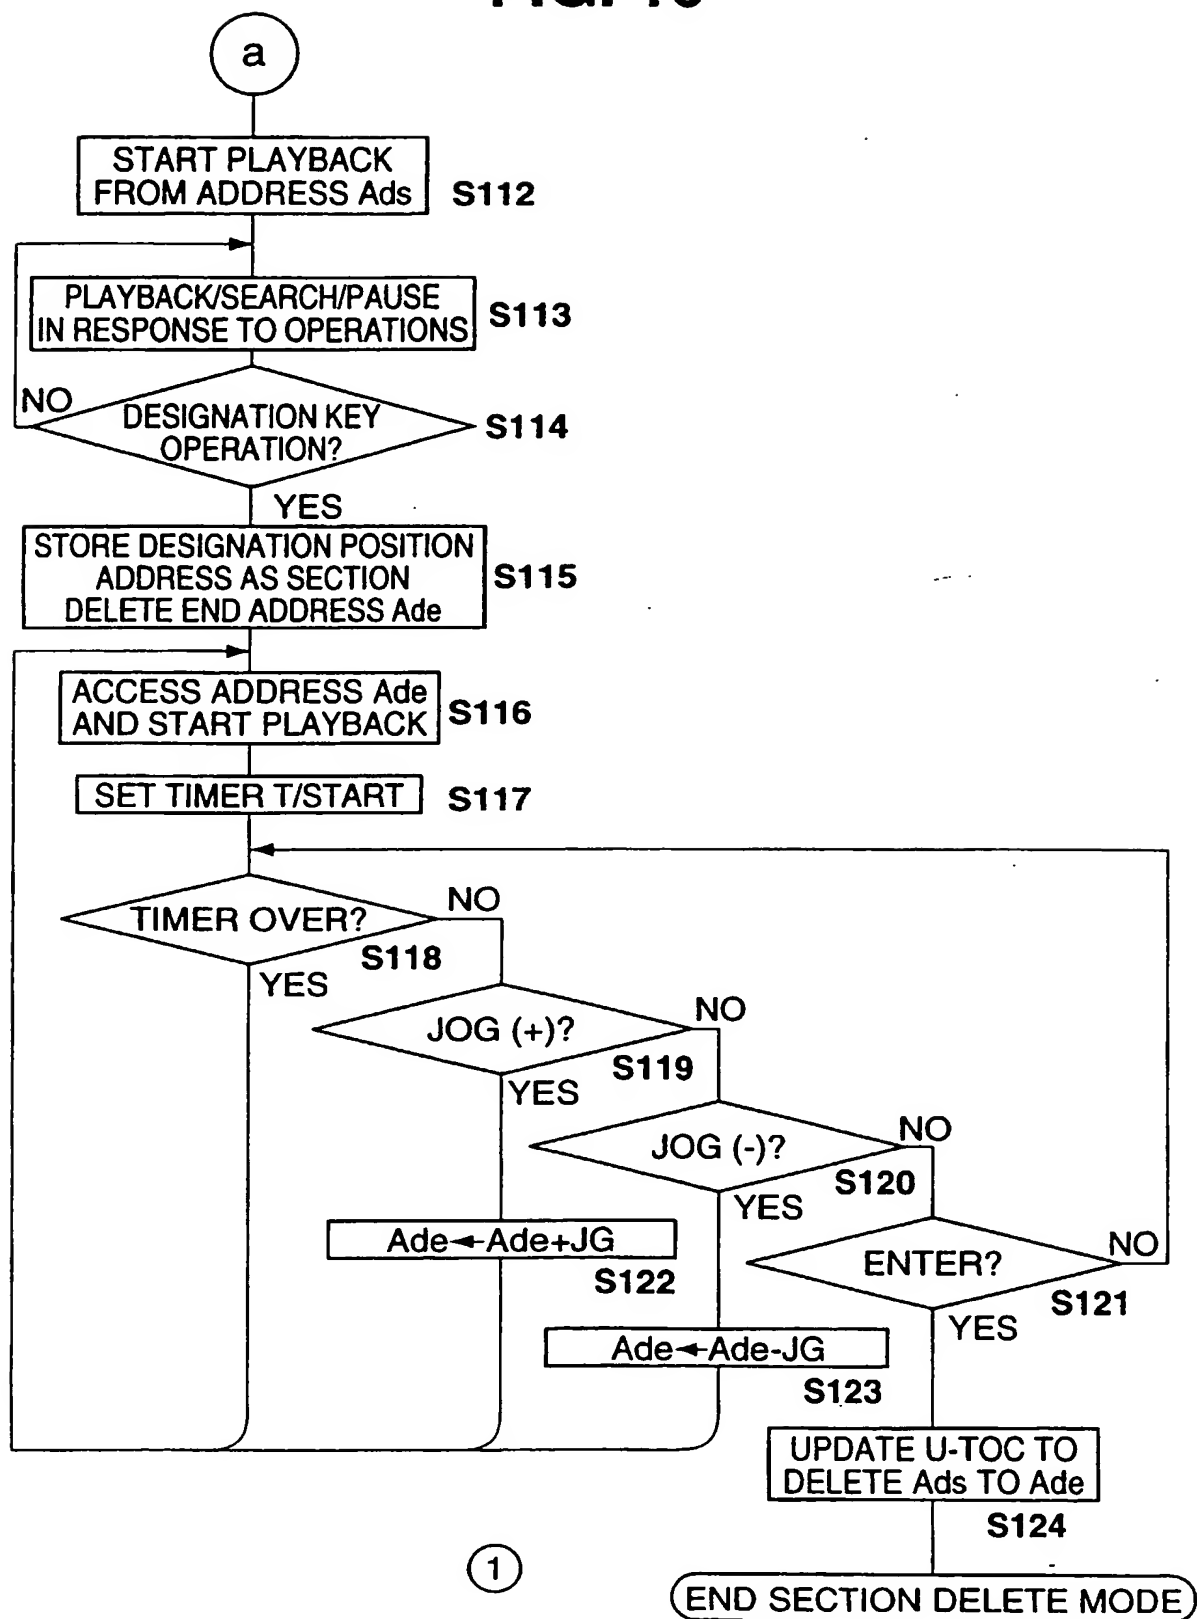 a
START PLAYBACK
FROM ADDRESS Ads
S112
PLAYBACK/SEARCH/PAUSE
IN RESPONSE TO OPERATIONS
S113
NO
DESIGNATION KEY
OPERATION?
S114
YES
STORE DESIGNATION POSITION
ADDRESS AS SECTION
DELETE END ADDRESS Ade
S115
ACCESS ADDRESS Ade
AND START PLAYBACK
S116
SET TIMER T/START
S117
TIMER OVER?
NO
S118
YES
JOG (+)?
NO
S119
YES
JOG (-)?
NO
S120
YES
Ade←Ade+JG
S122
ENTER?
NO
S121
YES
Ade←Ade-JG
S123
UPDATE U-TOC TO
DELETE Ads TO Ade
S124
1
END SECTION DELETE MODE